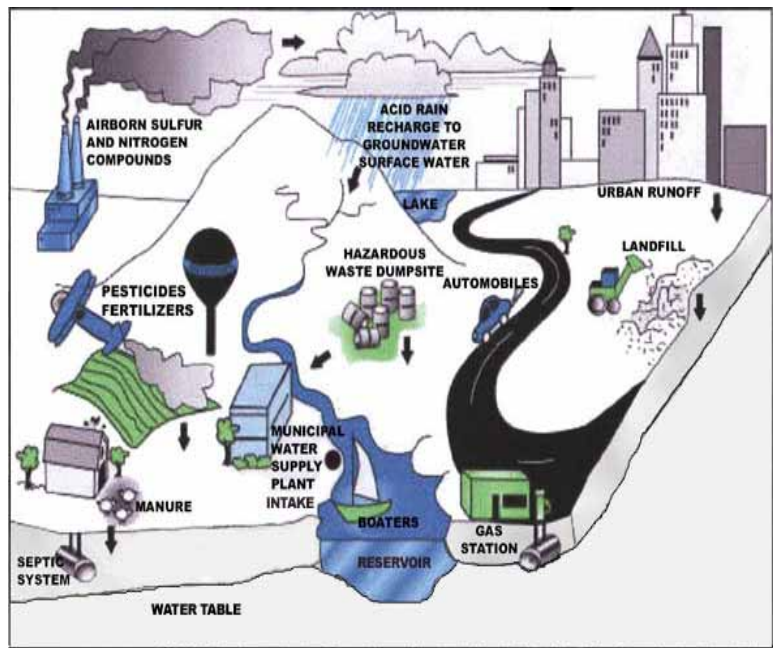 AIRBORN SULFUR
AND NITROGEN
COMPOUNDS
ACID RAIN
RECHARGE TO
GROUNDWATER
SURFACE WATER
LAKE
URBAN RUNOFF
HAZARDOUS
WASTE DUMPSITE
AUTOMOBILES
LANDFILL
PESTICIDES
FERTILIZERS
MUNICIPAL
WATER
SUPPLY
PLANT
INTAKE
MANURE
BOATERS
GAS
STATION
SEPTIC
SYSTEM
RESERVOIR
WATER TABLE